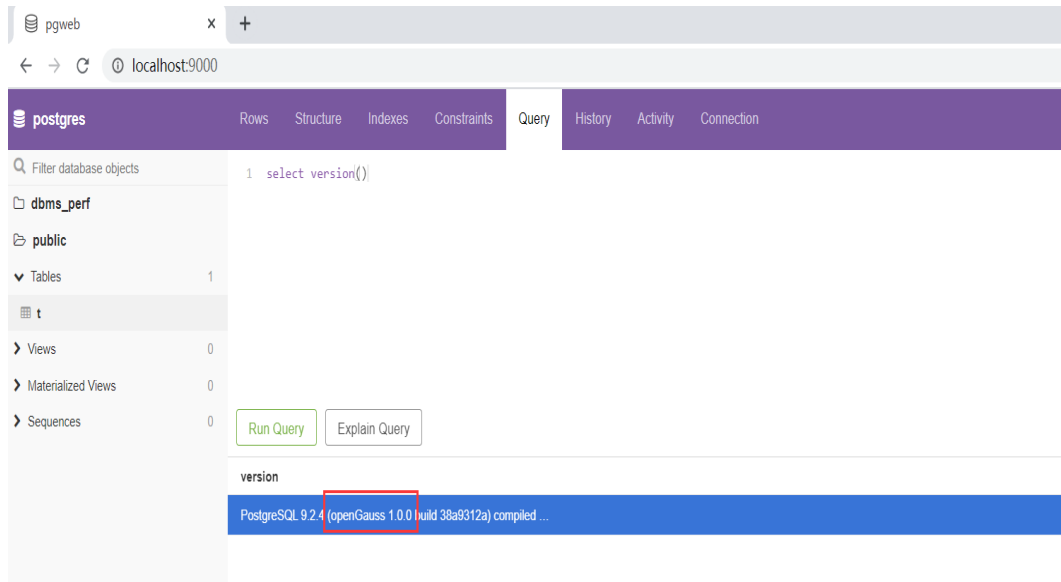 pgweb
localhost:9000
postgres
Rows Structure Indexes Constraints Query History Activity Connection
Filter database objects
dbms_perf
public
Tables 1
t
Views 0
Materialized Views 0
Sequences 0
1 select version()
Run Query Explain Query
version
PostgreSQL 9.2.4 (openGauss 1.0.0 build 38a9312a) compiled ...